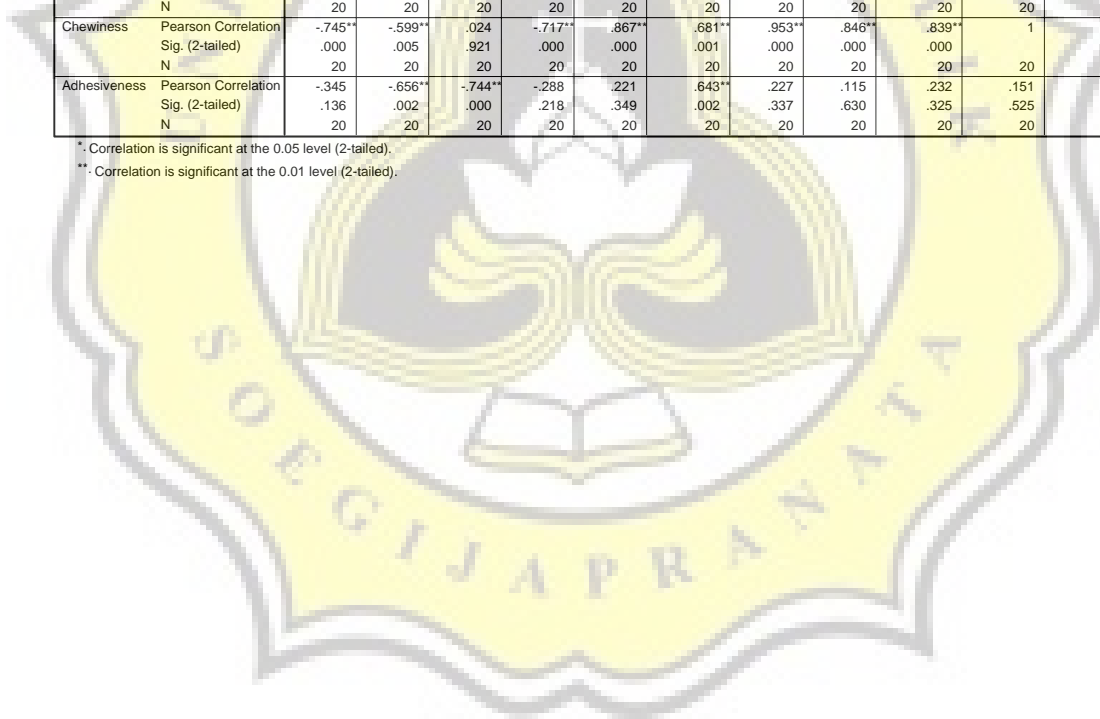 N 20 20 20 20 20 20 20 20 20 20
Chewiness Pearson Correlation -.745** -.599** .024 -.717** .867** .681** .953** .846** .839** 1
Sig. (2-tailed) .000 .005 .921 .000 .000 .001 .000 .000 .000
N 20 20 20 20 20 20 20 20 20 20
Adhesiveness Pearson Correlation -.345 -.656** -.744** -.288 .221 .643** .227 .115 .232 .151
Sig. (2-tailed) .136 .002 .000 .218 .349 .002 .337 .630 .325 .525
N 20 20 20 20 20 20 20 20 20 20
*. Correlation is significant at the 0.05 level (2-tailed).
**. Correlation is significant at the 0.01 level (2-tailed).
SOEGIJAPRANATA